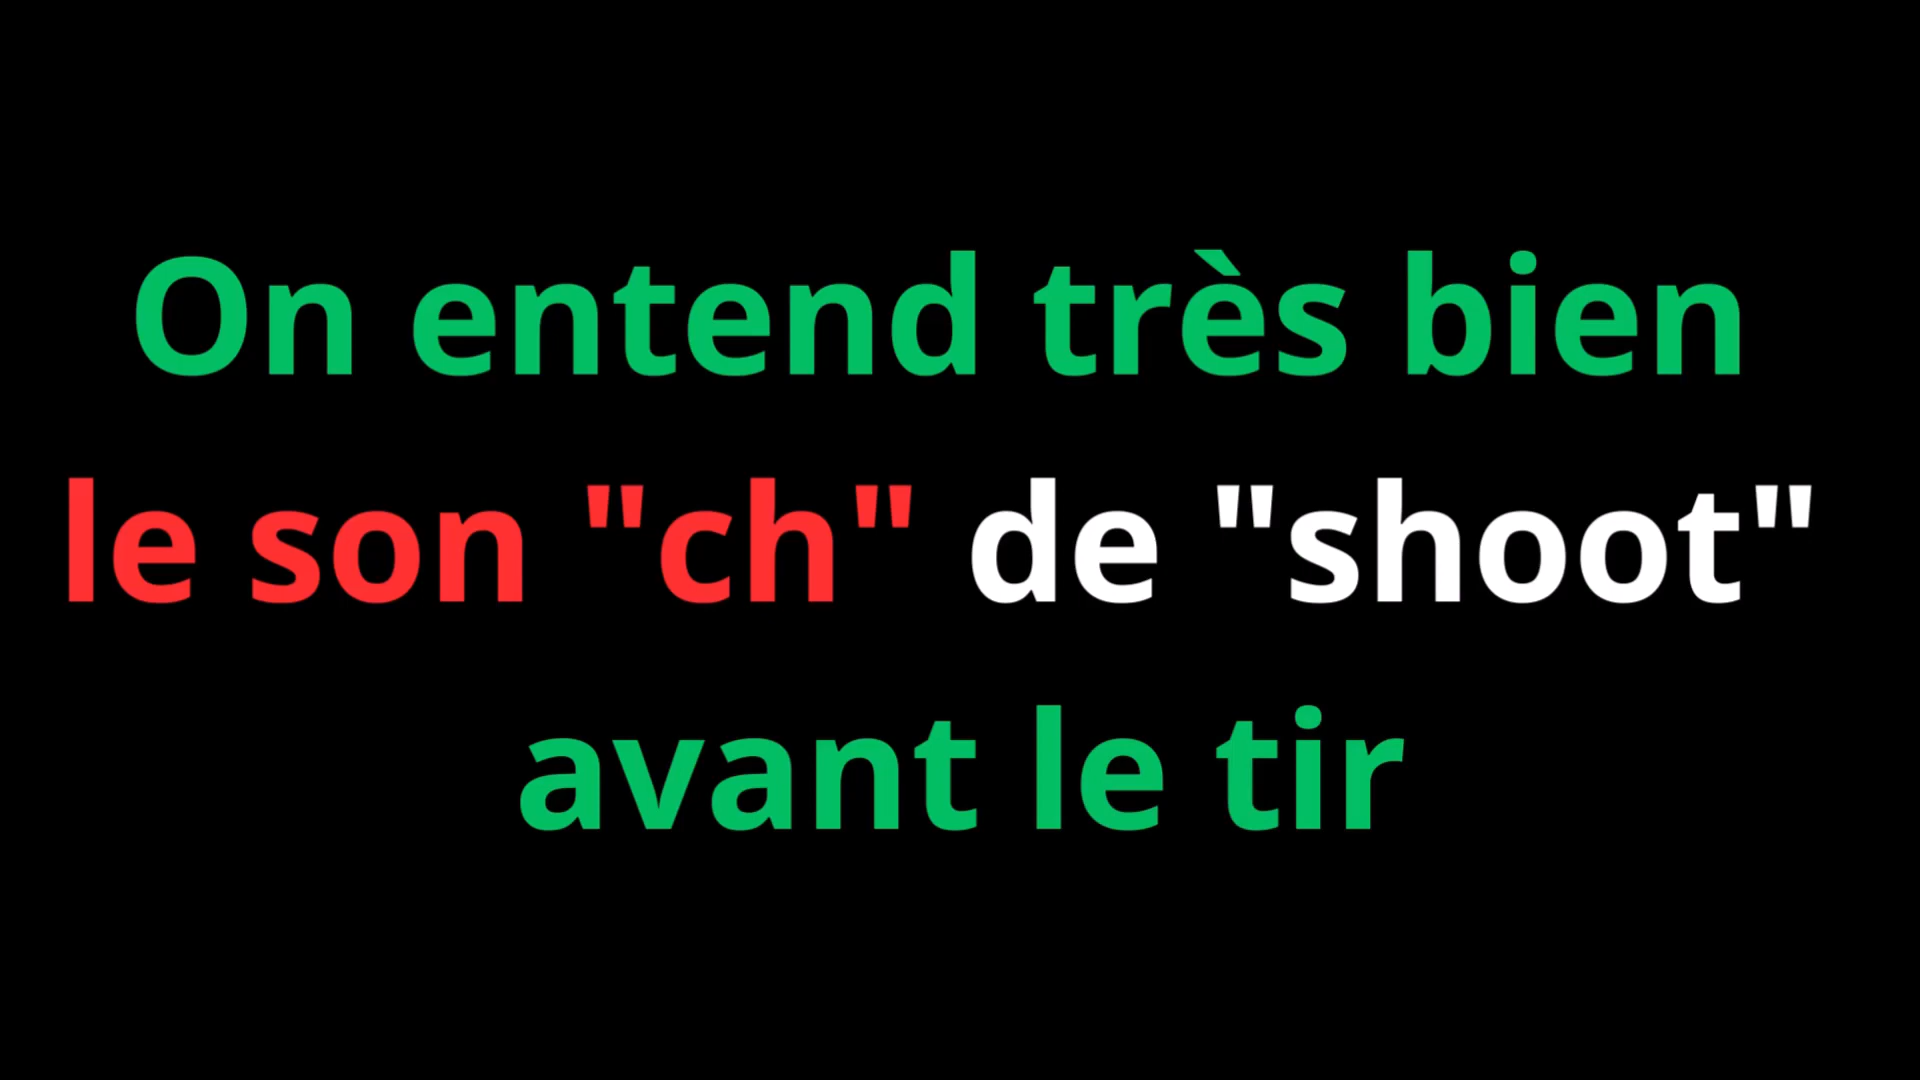 On entend très bien
le son "ch" de "shoot"
avant le tir